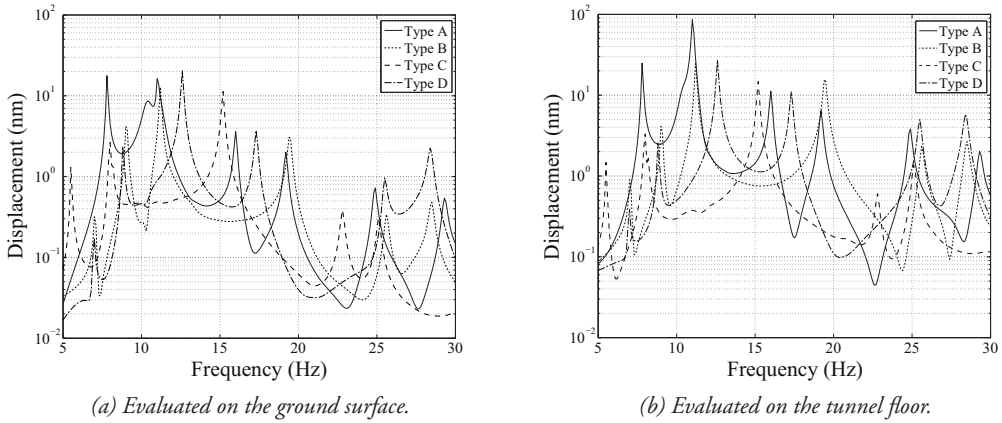 10²
10¹
10⁰
10⁻¹
10⁻²
Displacement (nm)
5 10 15 20 25 30
Frequency (Hz)
Type A
Type B
Type C
Type D
(a) Evaluated on the ground surface.
10²
10¹
10⁰
10⁻¹
10⁻²
Displacement (nm)
5 10 15 20 25 30
Frequency (Hz)
Type A
Type B
Type C
Type D
(b) Evaluated on the tunnel floor.